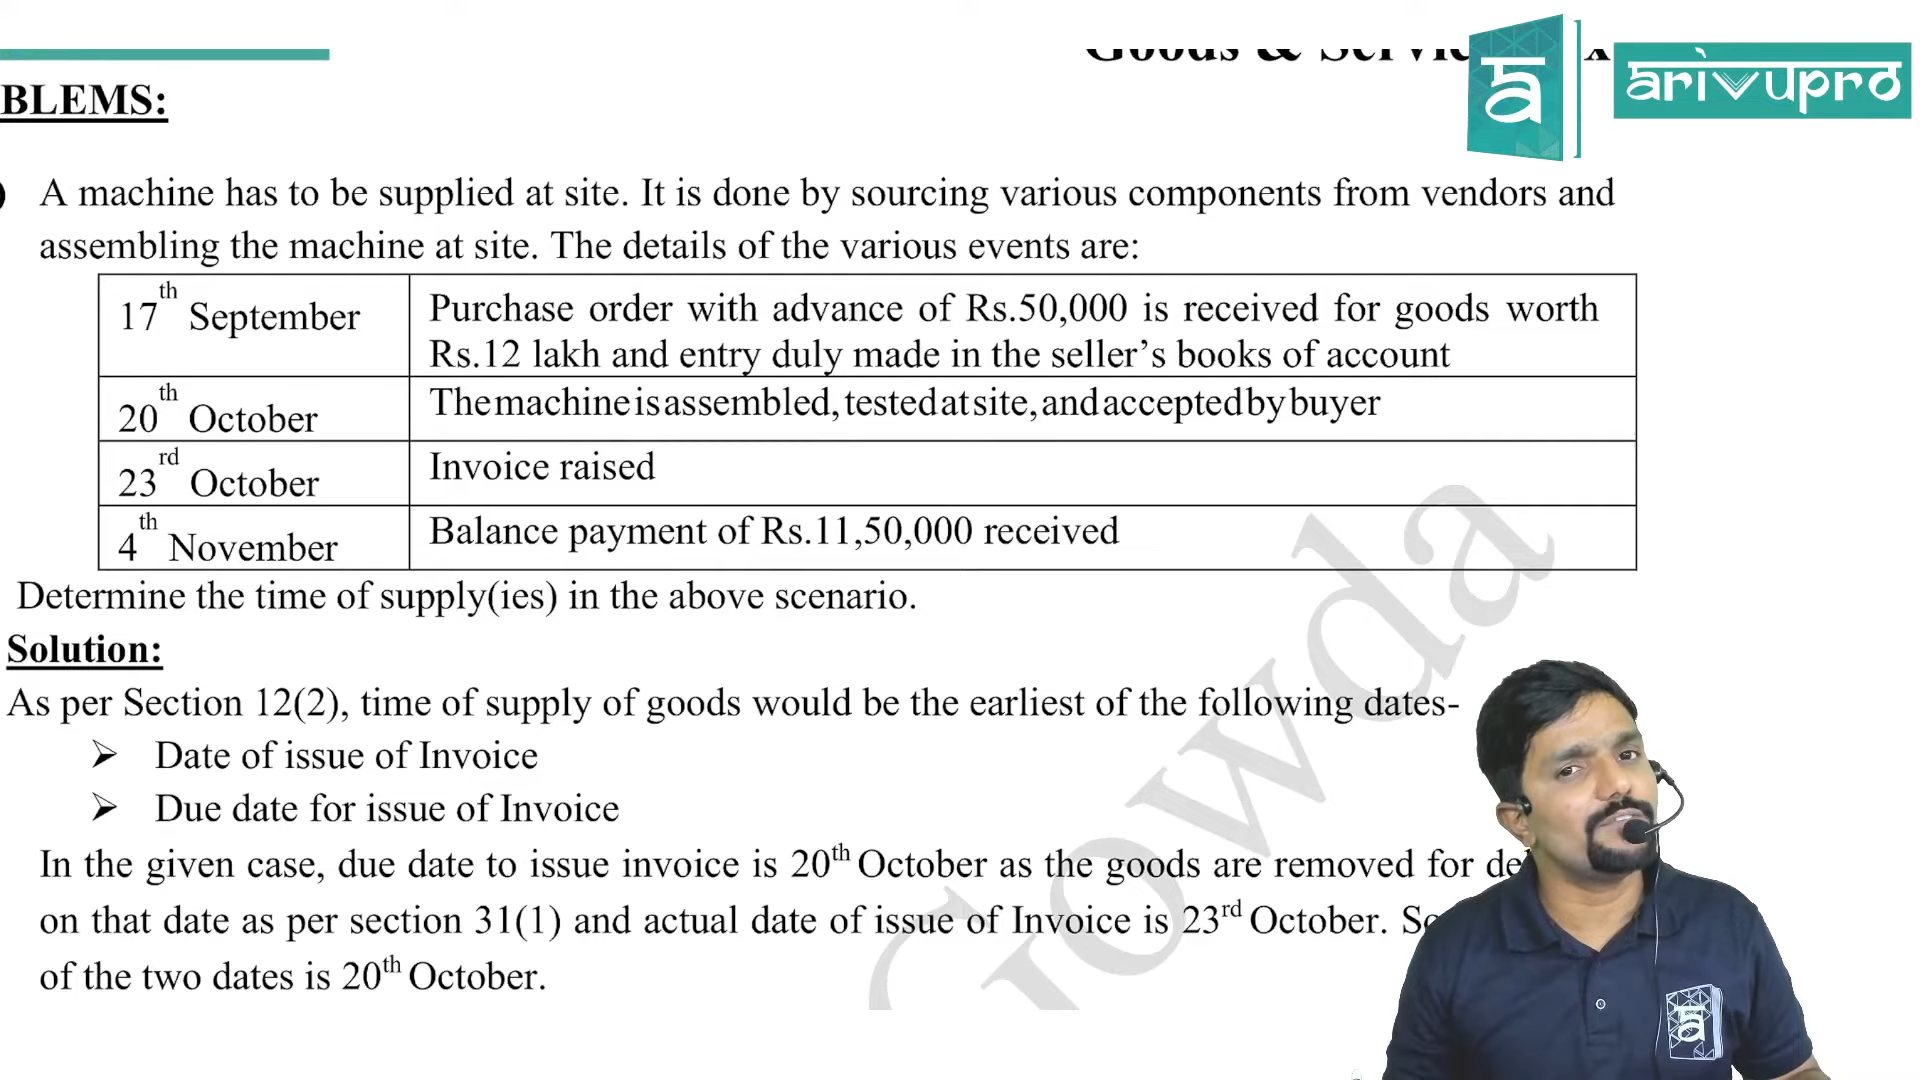 Goods & Service
arivupro
BLEMS:
A machine has to be supplied at site. It is done by sourcing various components from vendors and
assembling the machine at site. The details of the various events are:
17th September Purchase order with advance of Rs.50,000 is received for goods worth
Rs.12 lakh and entry duly made in the seller's books of account
20th October The machine is assembled, tested at site, and accepted by buyer
23rd October Invoice raised
4th November Balance payment of Rs.11,50,000 received
Determine the time of supply(ies) in the above scenario.
Solution:
As per Section 12(2), time of supply of goods would be the earliest of the following dates-
➢ Date of issue of Invoice
➢ Due date for issue of Invoice
In the given case, due date to issue invoice is 20th October as the goods are removed for
on that date as per section 31(1) and actual date of issue of Invoice is 23rd October.
of the two dates is 20th October.
Gowda